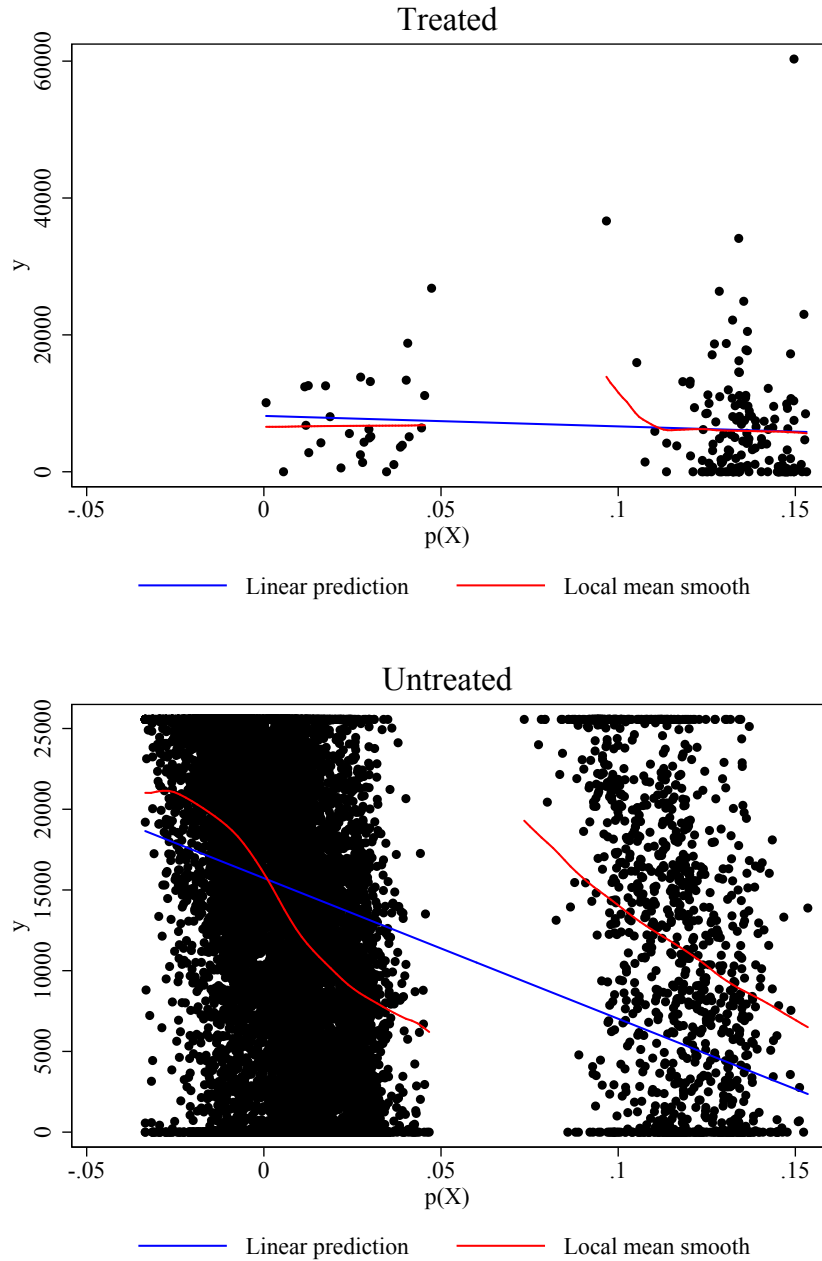 Treated
60000
40000
20000
0
y
-.05 0 .05 .1 .15
p(X)
Linear prediction Local mean smooth
Untreated
25000
20000
15000
10000
5000
0
y
-.05 0 .05 .1 .15
p(X)
Linear prediction Local mean smooth